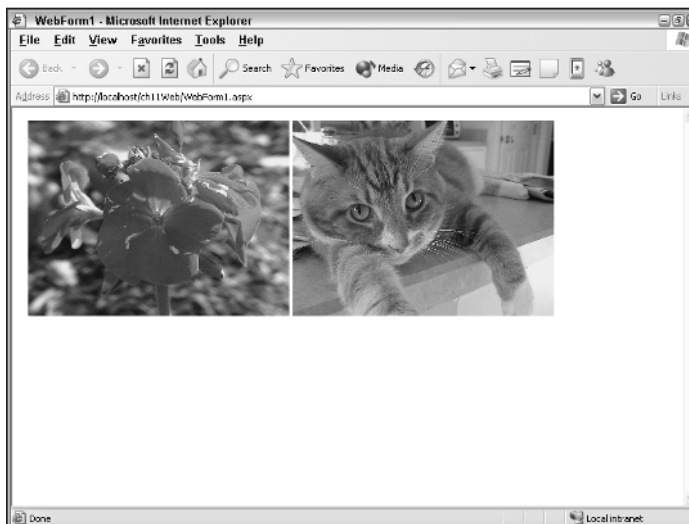 WebForm1 - Microsoft Internet Explorer
File Edit View Favorites Tools Help
Back Search Favorites Media
Address http://localhost/ch11Web/WebForm1.aspx Go Links
Done Local intranet